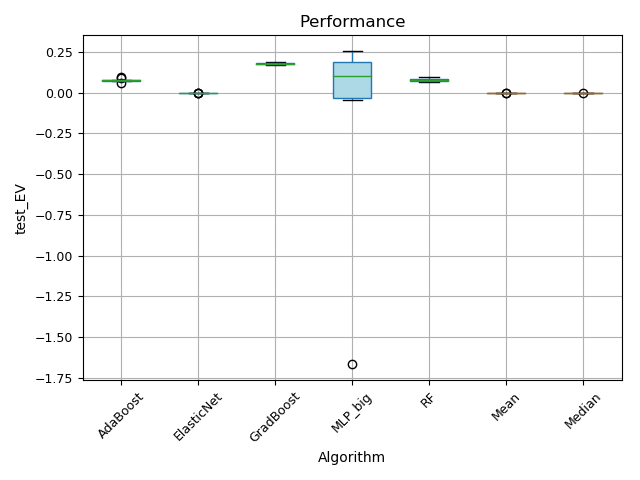 Performance
test_EV
0.25
0.00
−0.25
−0.50
−0.75
−1.00
−1.25
−1.50
−1.75
AdaBoost
ElasticNet
GradBoost
MLP_big
RF
Mean
Median
Algorithm